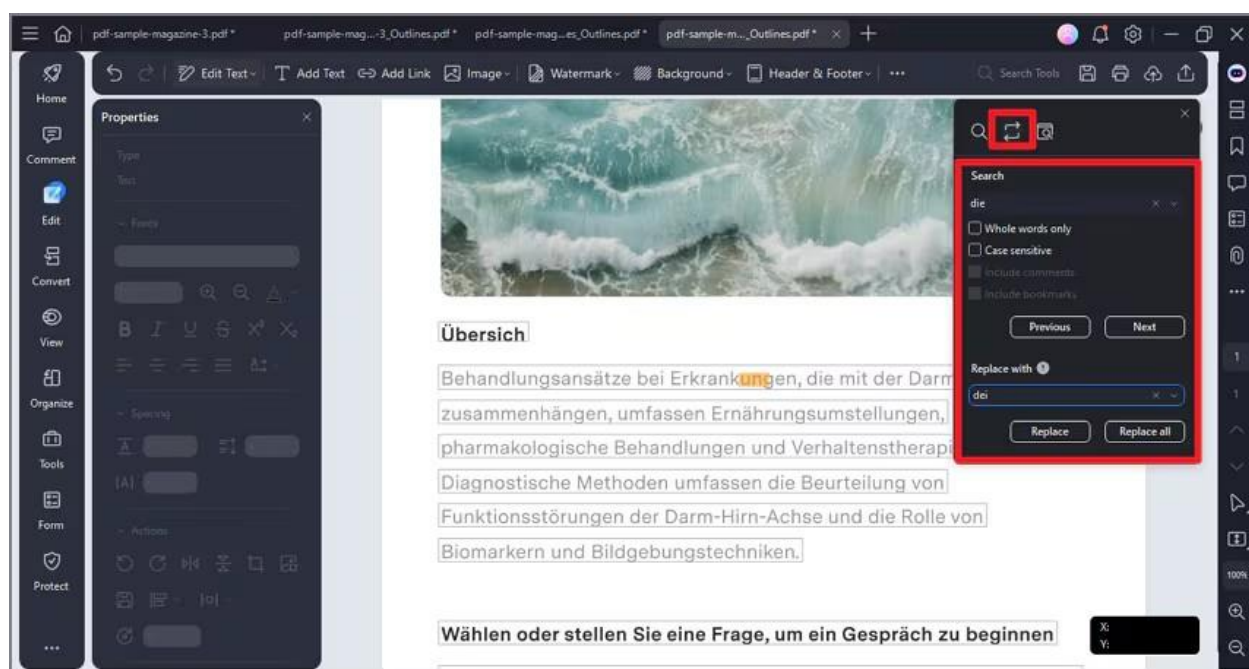 pdf-sample-magazine-3.pdf *
pdf-sample-mag...-3_Outlines.pdf *
pdf-sample-mag...es_Outlines.pdf *
pdf-sample-m..._Outlines.pdf *
Edit Text
Add Text
Add Link
Image
Watermark
Background
Header & Footer
Search Tools
Home
Comment
Edit
Convert
View
Organize
Tools
Form
Protect
Properties
Type
Text
Fonts
Spacing
Actions
Übersich
Behandlungsansätze bei Erkrankungen, die mit der Darm
zusammenhängen, umfassen Ernährungsumstellungen,
pharmakologische Behandlungen und Verhaltenstherapi
Diagnostische Methoden umfassen die Beurteilung von
Funktionsstörungen der Darm-Hirn-Achse und die Rolle von
Biomarkern und Bildgebungstechniken.
Wählen oder stellen Sie eine Frage, um ein Gespräch zu beginnen
Search
die
Whole words only
Case sensitive
Include comments
Include bookmarks
Previous Next
Replace with
dei
Replace Replace all
1
1
100%
X:
Y: